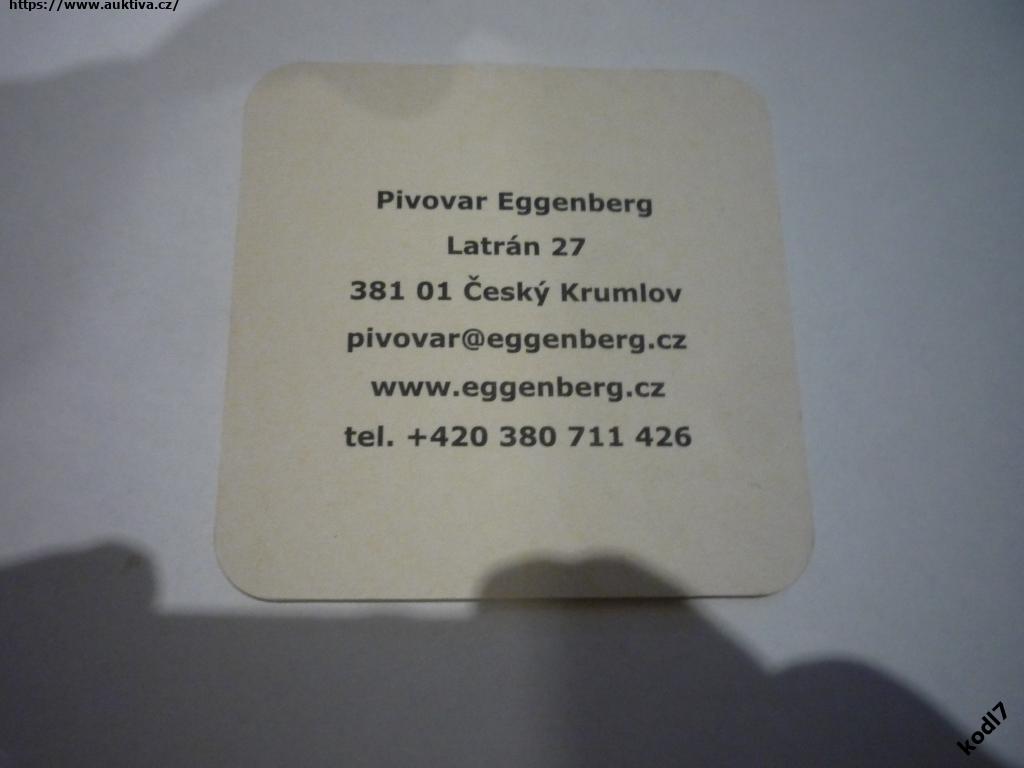 https://www.auktiva.cz/
Pivovar Eggenberg
Latrán 27
381 01 Český Krumlov
pivovar@eggenberg.cz
www.eggenberg.cz
tel. +420 380 711 426
kodl7